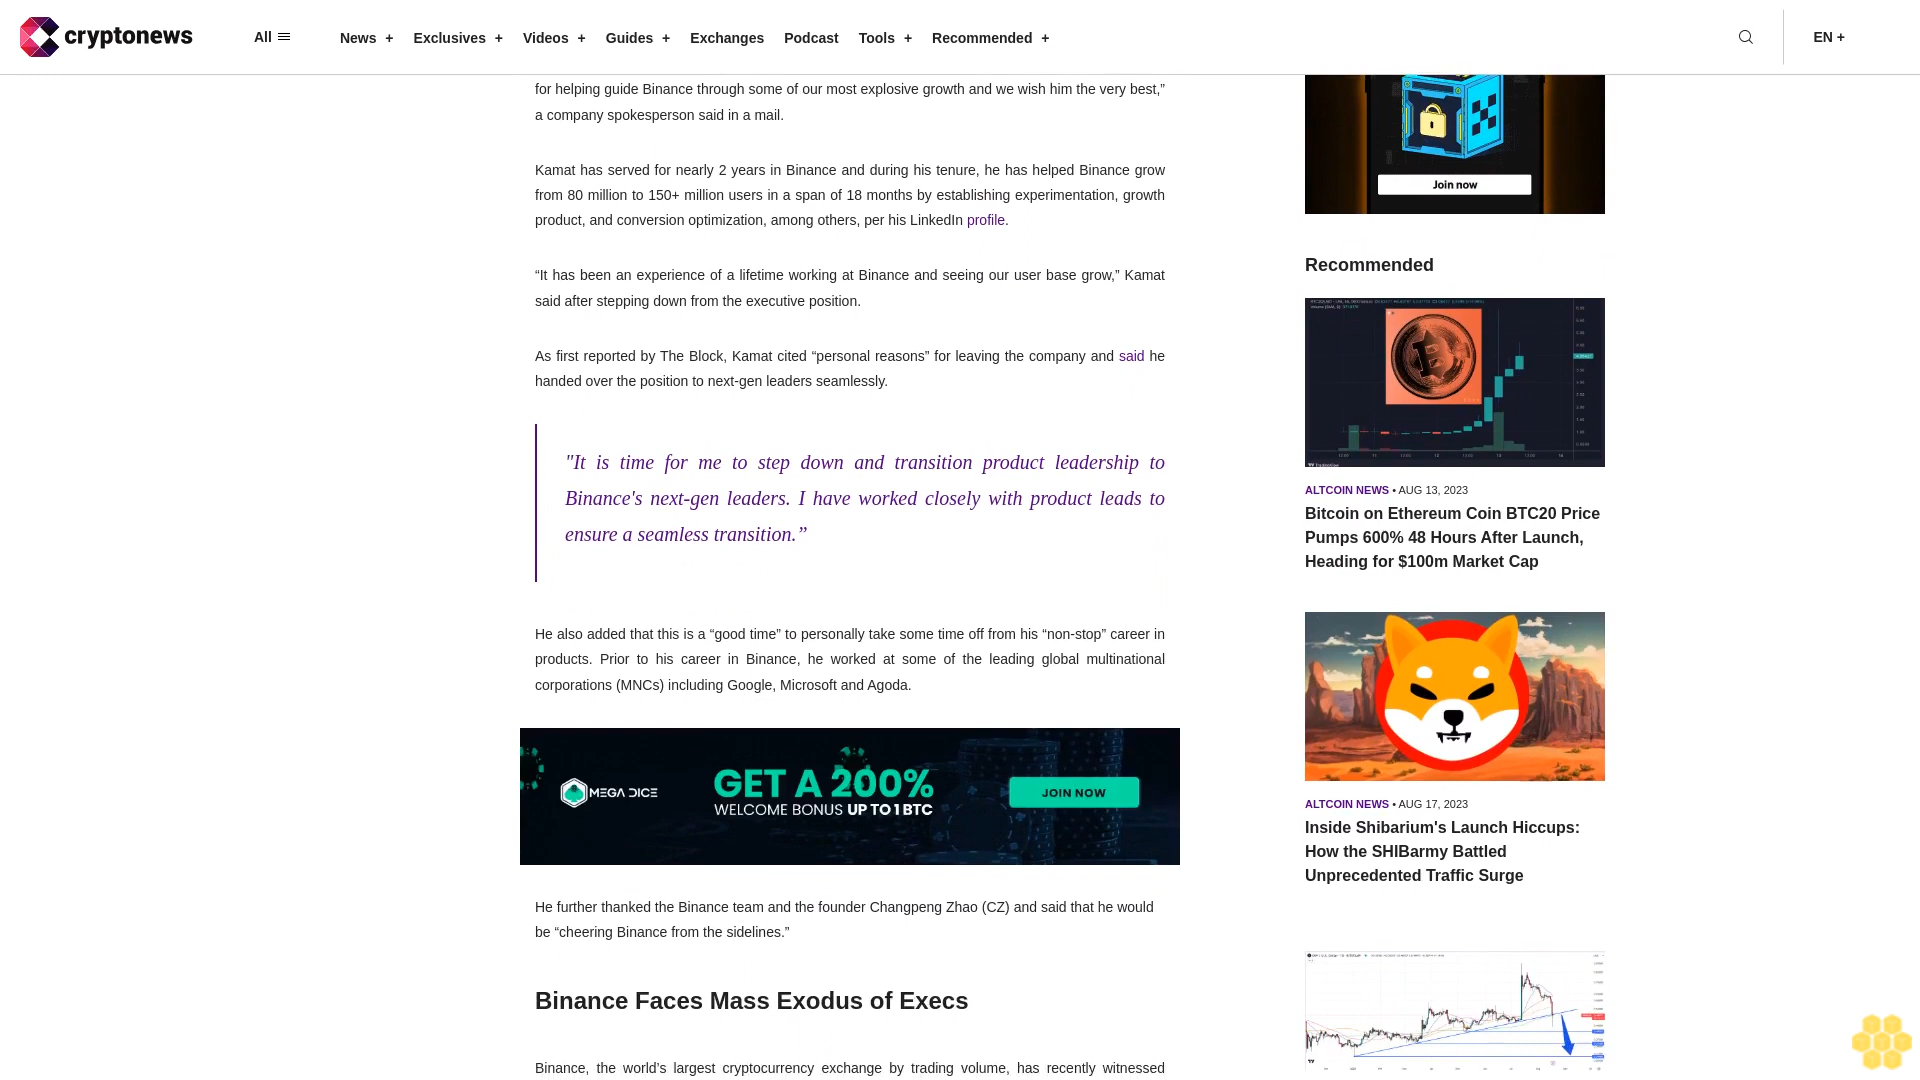 cryptonews
All
News +
Exclusives +
Videos +
Guides +
Exchanges
Podcast
Tools +
Recommended +
EN +
for helping guide Binance through some of our most explosive growth and we wish him the very best,”
a company spokesperson said in a mail.
Kamat has served for nearly 2 years in Binance and during his tenure, he has helped Binance grow
from 80 million to 150+ million users in a span of 18 months by establishing experimentation, growth
product, and conversion optimization, among others, per his LinkedIn profile.
“It has been an experience of a lifetime working at Binance and seeing our user base grow,” Kamat
said after stepping down from the executive position.
As first reported by The Block, Kamat cited “personal reasons” for leaving the company and said he
handed over the position to next-gen leaders seamlessly.
"It is time for me to step down and transition product leadership to
Binance's next-gen leaders. I have worked closely with product leads to
ensure a seamless transition.”
He also added that this is a “good time” to personally take some time off from his “non-stop” career in
products. Prior to his career in Binance, he worked at some of the leading global multinational
corporations (MNCs) including Google, Microsoft and Agoda.
MEGA DICE
GET A 200%
WELCOME BONUS UP TO 1 BTC
JOIN NOW
He further thanked the Binance team and the founder Changpeng Zhao (CZ) and said that he would
be “cheering Binance from the sidelines.”
Binance Faces Mass Exodus of Execs
Binance, the world’s largest cryptocurrency exchange by trading volume, has recently witnessed
Join now
Recommended
ALTCOIN NEWS • AUG 13, 2023
Bitcoin on Ethereum Coin BTC20 Price
Pumps 600% 48 Hours After Launch,
Heading for $100m Market Cap
ALTCOIN NEWS • AUG 17, 2023
Inside Shibarium's Launch Hiccups:
How the SHIBarmy Battled
Unprecedented Traffic Surge